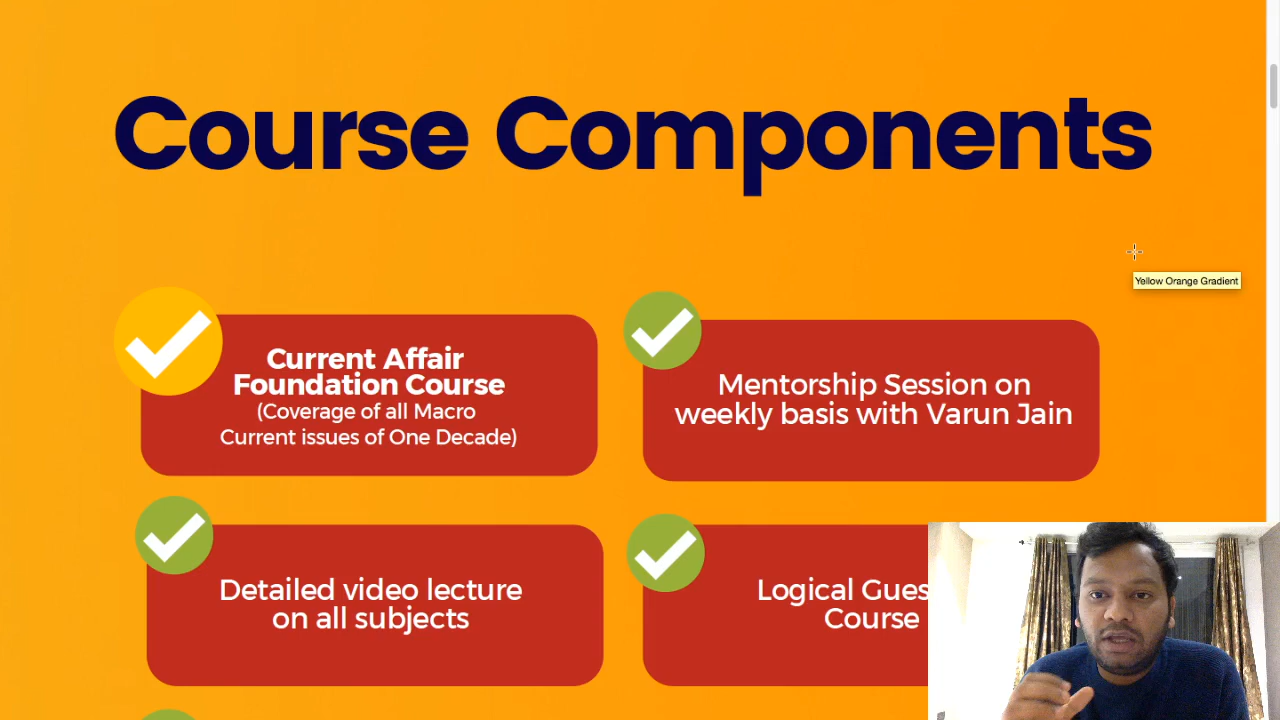 Course Components
Yellow Orange Gradient
Current Affair
Foundation Course
(Coverage of all Macro
Current issues of One Decade)
Mentorship Session on
weekly basis with Varun Jain
Detailed video lecture
on all subjects
Logical
Course